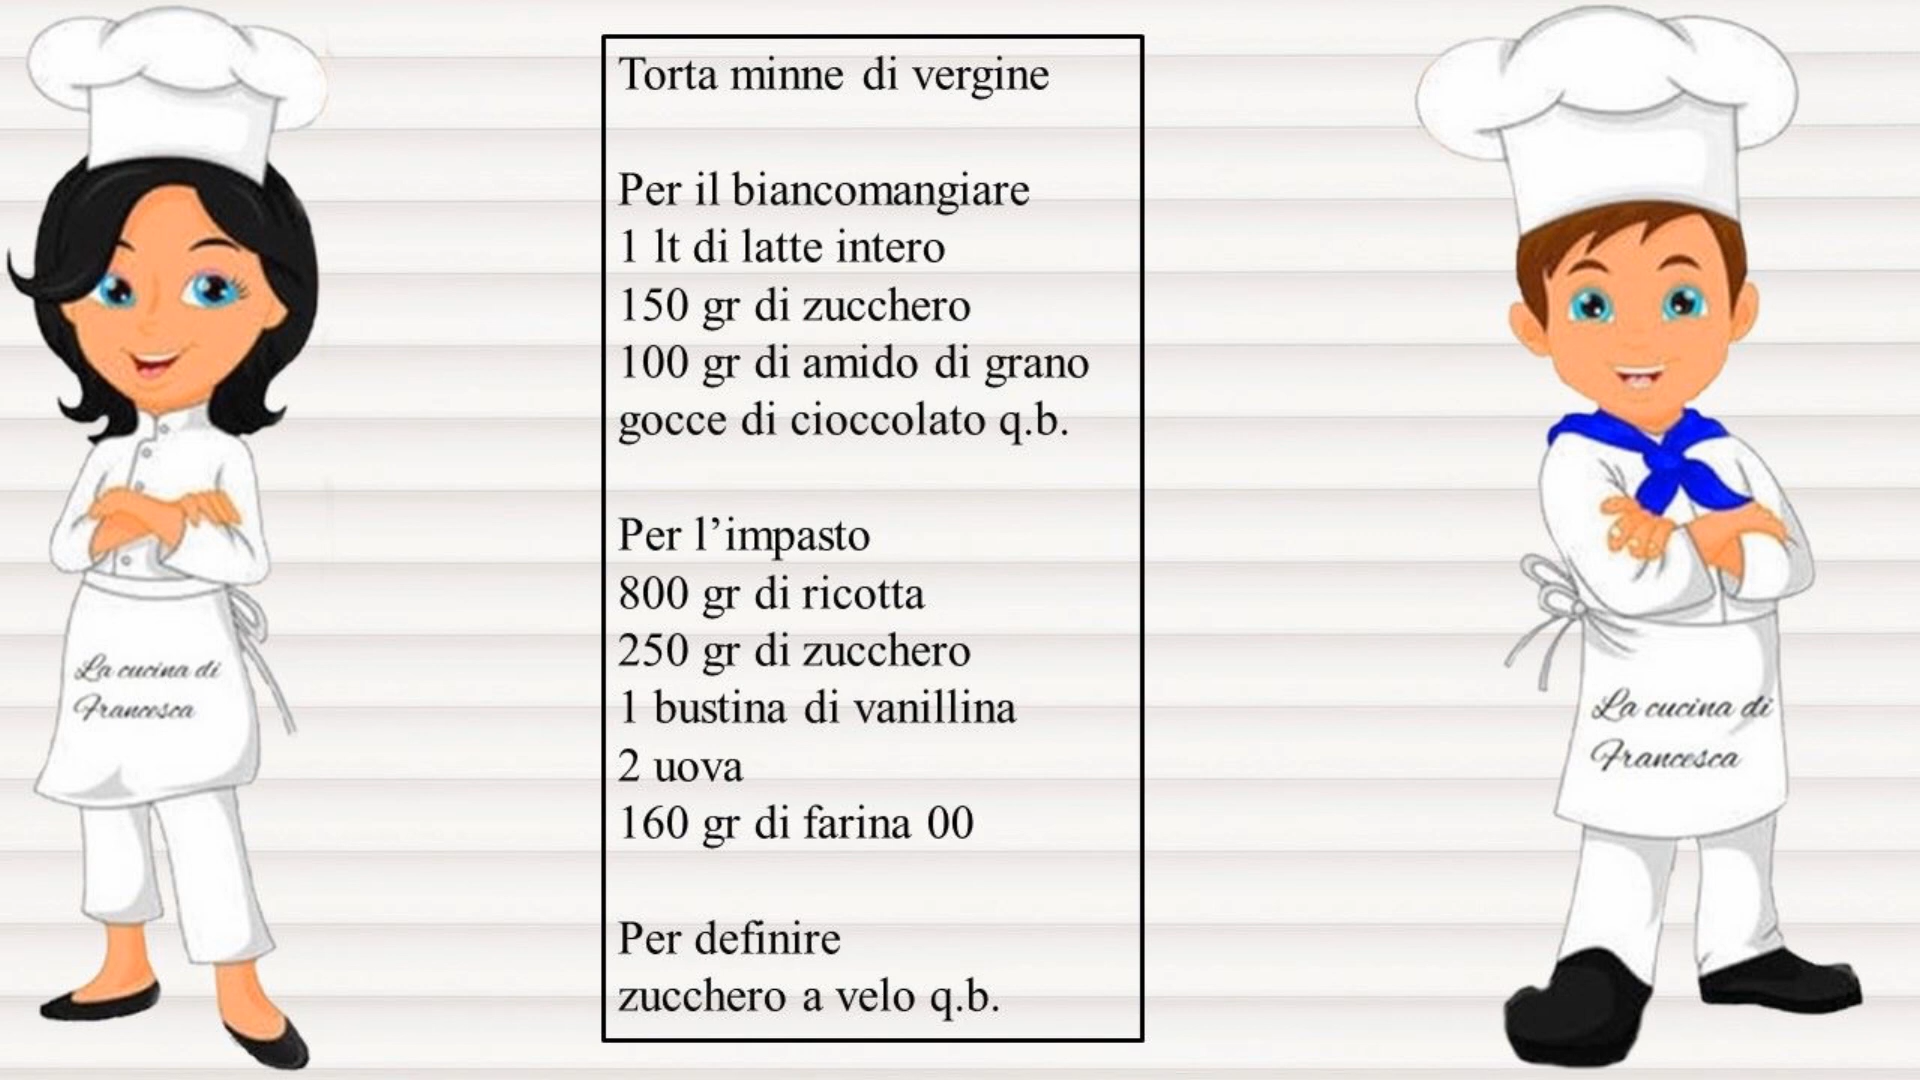 Torta minne di vergine
Per il biancomangiare
1 lt di latte intero
150 gr di zucchero
100 gr di amido di grano
gocce di cioccolato q.b.
Per l’impasto
800 gr di ricotta
250 gr di zucchero
1 bustina di vanillina
2 uova
160 gr di farina 00
Per definire
zucchero a velo q.b.
La cucina di
Francesca
La cucina di
Francesca